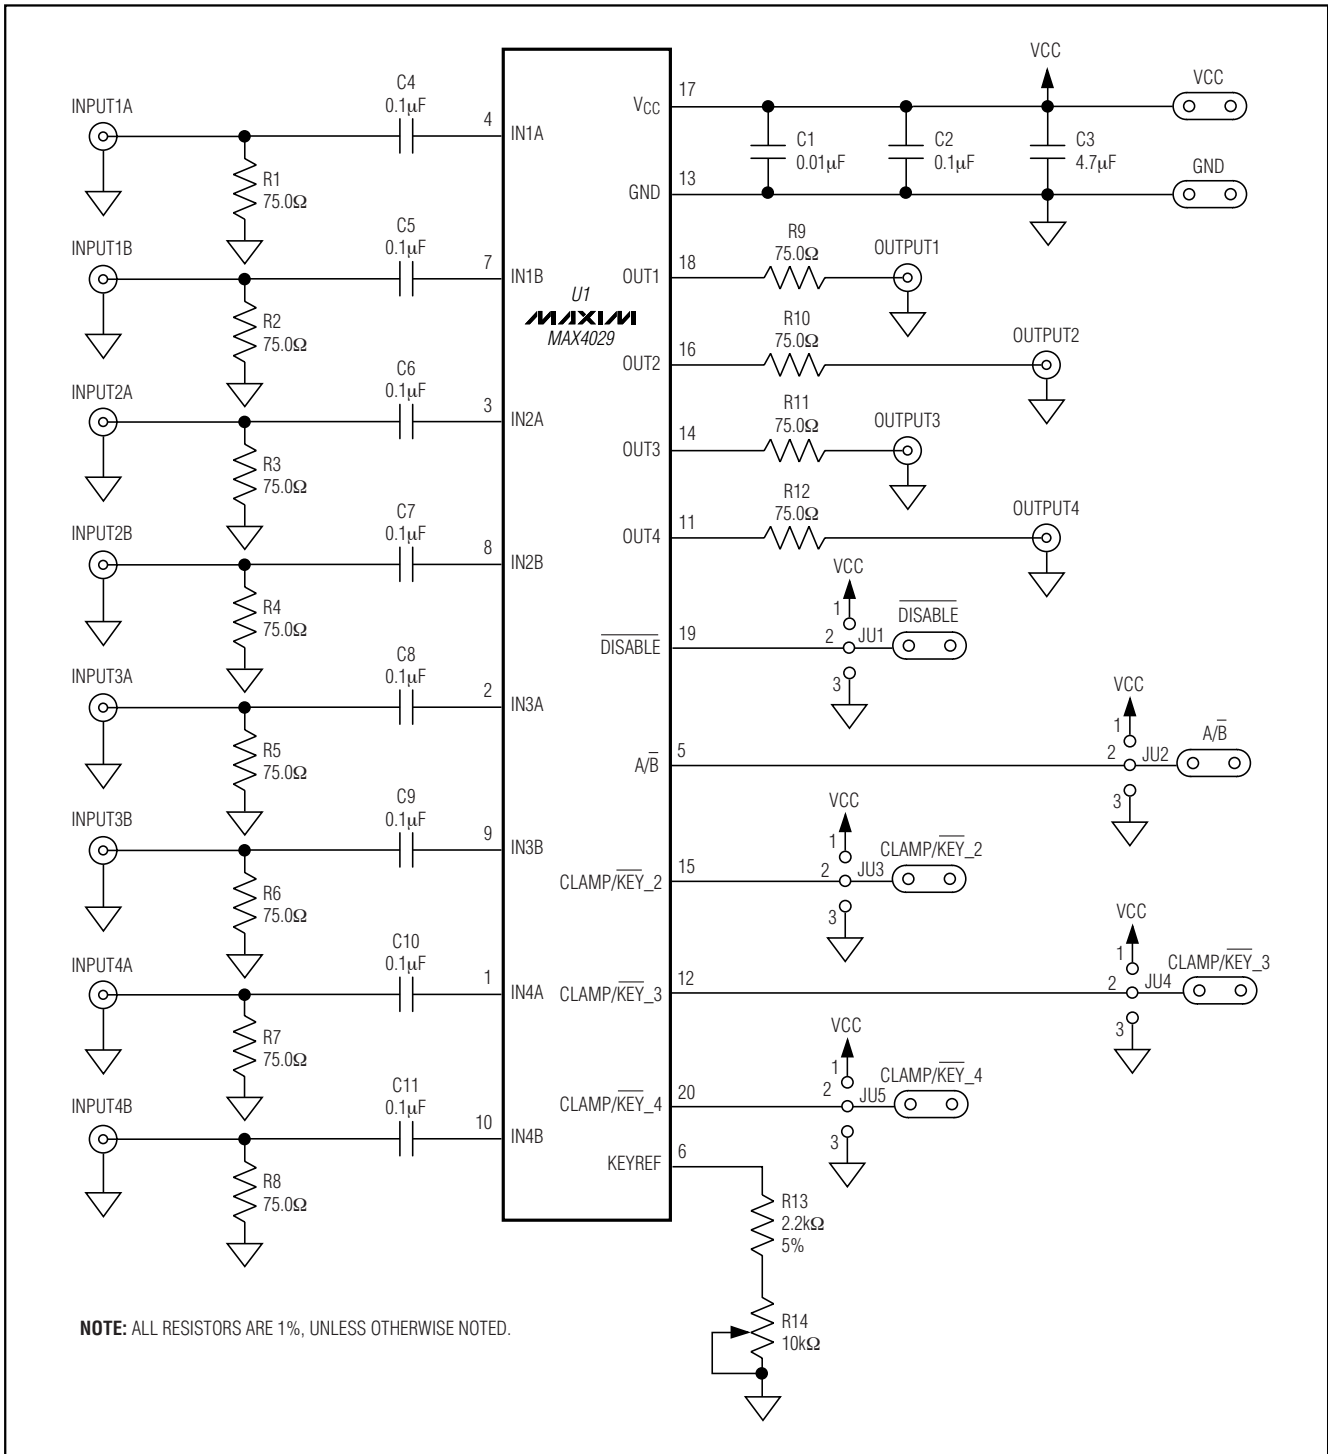 INPUT1A
C4
0.1µF
4
IN1A
R1
75.0Ω
INPUT1B
C5
0.1µF
7
IN1B
R2
75.0Ω
INPUT2A
C6
0.1µF
3
IN2A
R3
75.0Ω
INPUT2B
C7
0.1µF
8
IN2B
R4
75.0Ω
INPUT3A
C8
0.1µF
2
IN3A
R5
75.0Ω
INPUT3B
C9
0.1µF
9
IN3B
R6
75.0Ω
INPUT4A
C10
0.1µF
1
IN4A
R7
75.0Ω
INPUT4B
C11
0.1µF
10
IN4B
R8
75.0Ω
U1
MAXIM
MAX4029
VCC
17
VCC
VCC
C1
0.01µF
C2
0.1µF
C3
4.7µF
GND
13
GND
OUT1
18
R9
75.0Ω
OUTPUT1
OUT2
16
R10
75.0Ω
OUTPUT2
OUT3
14
R11
75.0Ω
OUTPUT3
OUT4
11
R12
75.0Ω
OUTPUT4
DISABLE
19
VCC
1
2
3
JU1
DISABLE
A/B
5
VCC
1
2
3
JU2
A/B
CLAMP/KEY_2
15
VCC
1
2
3
JU3
CLAMP/KEY_2
CLAMP/KEY_3
12
VCC
1
2
3
JU4
CLAMP/KEY_3
CLAMP/KEY_4
20
VCC
1
2
3
JU5
CLAMP/KEY_4
KEYREF
6
R13
2.2kΩ
5%
R14
10kΩ
NOTE: ALL RESISTORS ARE 1%, UNLESS OTHERWISE NOTED.